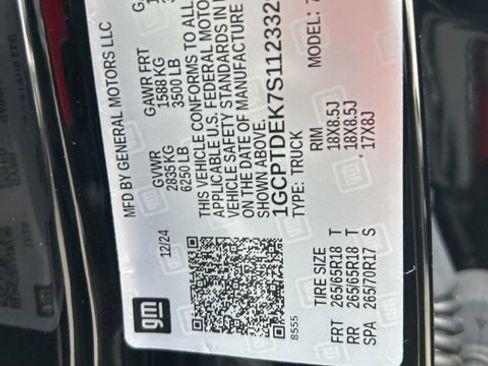 MFD BY GENERAL MOTORS LLC
12/24
GVWR
2835 KG
6250 LB
GAWR FRT
1588 KG
3500 LB
THIS VEHICLE CONFORMS TO ALL
APPLICABLE U.S. FEDERAL MOTO
VEHICLE SAFETY STANDARDS IN
ON THE DATE OF MANUFACTURE
SHOWN ABOVE.
1GCPTDEK7S112332
TYPE: TRUCK
MODEL: 
gm
8555
TIRE SIZE
RIM
FRT 265/65R18 T 18X8.5J
RR 265/65R18 T 18X8.5J
SPA 265/70R17 S 17X8J